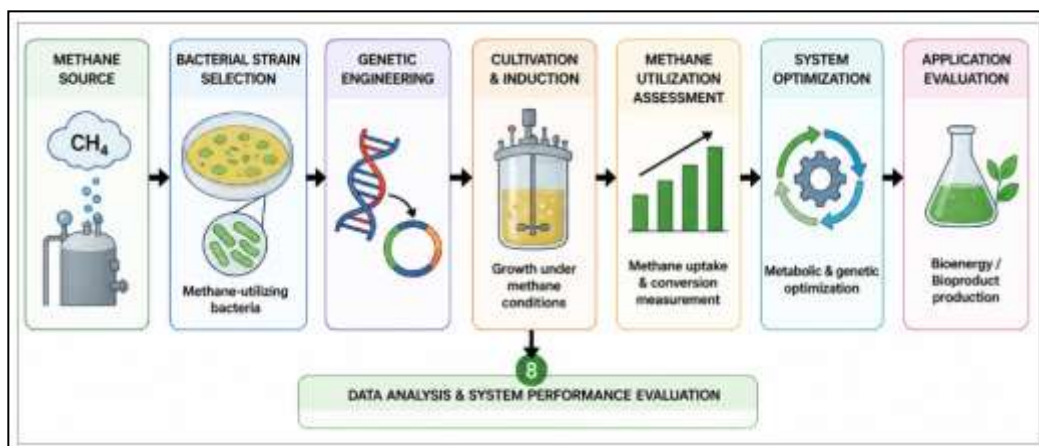 METHANE
SOURCE
CH₄
BACTERIAL STRAIN
SELECTION
Methane-utilizing
bacteria
GENETIC
ENGINEERING
CULTIVATION
& INDUCTION
Growth under
methane
conditions
METHANE
UTILIZATION
ASSESSMENT
Methane uptake
& conversion
measurement
SYSTEM
OPTIMIZATION
Metabolic & genetic
optimization
APPLICATION
EVALUATION
Bioenergy /
Bioproduct
production
8
DATA ANALYSIS & SYSTEM PERFORMANCE EVALUATION